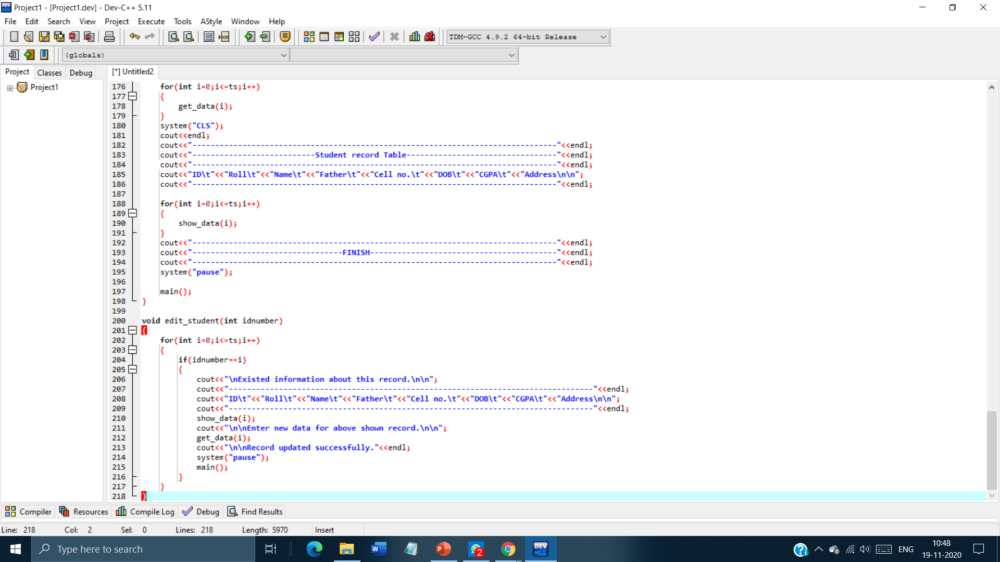 Project1 - [Project1.dev] - Dev-C++ 5.11
File Edit Search View Project Execute Tools AStyle Window Help
TDM-GCC 4.9.2 64-bit Release
(globals)
Project Classes Debug [*] Untitled2
Project1
176 for(int i=0;i<=ts;i++)
177 {
178 get_data(i);
179 }
180 system("CLS");
181 cout<<endl;
182 cout<<"--------------------------------------------------------------------------------"<<endl;
183 cout<<"---------------------------Student record Table---------------------------------"<<endl;
184 cout<<"--------------------------------------------------------------------------------"<<endl;
185 cout<<"ID\t"<<"Roll\t"<<"Name\t"<<"Father\t"<<"Cell no.\t"<<"DOB\t"<<"CGPA\t"<<"Address\n\n";
186 cout<<"--------------------------------------------------------------------------------"<<endl;
187
188 for(int i=0;i<=ts;i++)
189 {
190 show_data(i);
191 }
192 cout<<"--------------------------------------------------------------------------------"<<endl;
193 cout<<"---------------------------------FINISH-----------------------------------------"<<endl;
194 cout<<"--------------------------------------------------------------------------------"<<endl;
195 system("pause");
196
197 main();
198 }
199
200 void edit_student(int idnumber)
201 {
202 for(int i=0;i<=ts;i++)
203 {
204 if(idnumber==i)
205 {
206 cout<<"\nExisted information about this record.\n\n";
207 cout<<"--------------------------------------------------------------------------------"<<endl;
208 cout<<"ID\t"<<"Roll\t"<<"Name\t"<<"Father\t"<<"Cell no.\t"<<"DOB\t"<<"CGPA\t"<<"Address\n\n";
209 cout<<"--------------------------------------------------------------------------------"<<endl;
210 show_data(i);
211 cout<<"\n\nEnter new data for above shown record.\n\n";
212 get_data(i);
213 cout<<"\n\nRecord updated successfully."<<endl;
214 system("pause");
215 main();
216 }
217 }
218 }
Compiler Resources Compile Log Debug Find Results
Line: 218 Col: 2 Sel: 0 Lines: 218 Length: 5970 Insert
Type here to search
2
DEV C++
ENG
10:48
19-11-2020